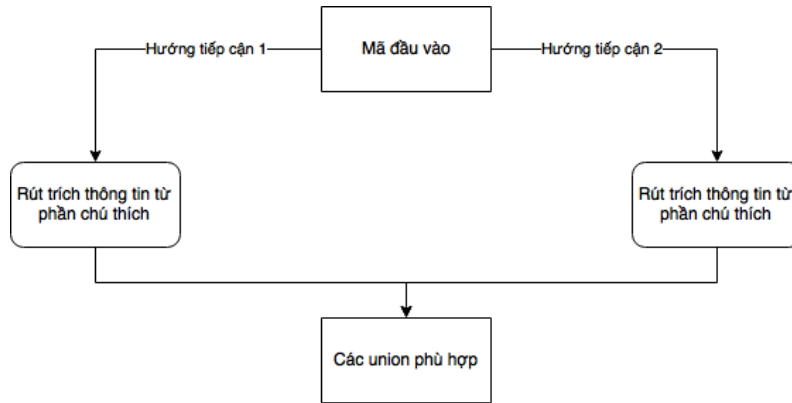 Hướng tiếp cận 1
Mã đầu vào
Hướng tiếp cận 2
Rút trích thông tin từ
phần chú thích
Rút trích thông tin từ
phần chú thích
Các union phù hợp